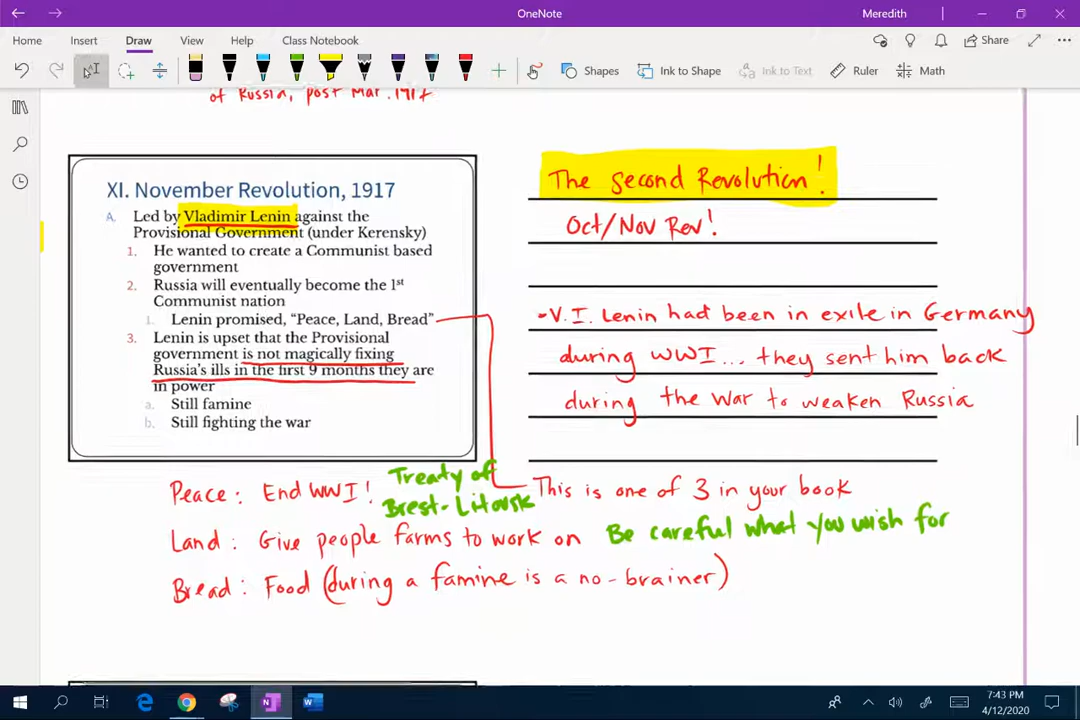 OneNote
Meredith
Home Insert Draw View Help Class Notebook
Share
Shapes Ink to Shape Ink to Text Ruler Math
of Russia, post Mar. 1917
XI. November Revolution, 1917
A. Led by Vladimir Lenin against the
Provisional Government (under Kerensky)
1. He wanted to create a Communist based
government
2. Russia will eventually become the 1st
Communist nation
1. Lenin promised, “Peace, Land, Bread”
3. Lenin is upset that the Provisional
government is not magically fixing
Russia’s ills in the first 9 months they are
in power
a. Still famine
b. Still fighting the war
The second Revolution!
Oct/Nov Rev!
-V.I. Lenin had been in exile in Germany
during WWI... they sent him back
during the war to weaken Russia
Peace: End WWI! Treaty of
Brest-Litovsk
This is one of 3 in your book
Land: Give people farms to work on
Be careful what you wish for
Bread: Food (during a famine is a no-brainer)
7:43 PM
4/12/2020